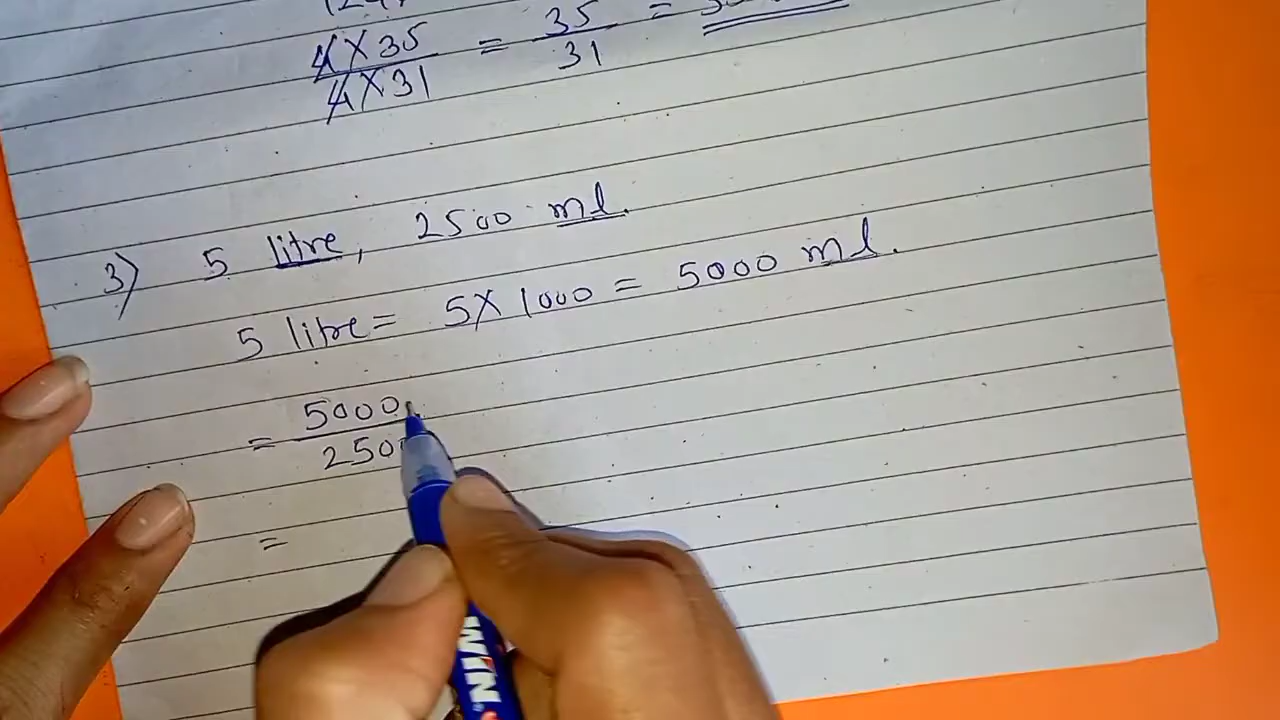 4 X 35 = 35 =
4 X 31 31
3) 5 litre, 2500 ml.
5 litre = 5 X 1000 = 5000 ml.
= 5000
250
=
WIN